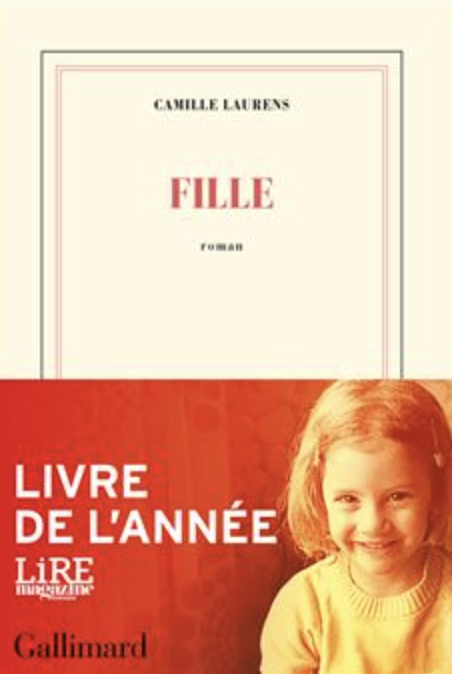 CAMILLE LAURENS
FILLE
roman
LIVRE
DE L'ANNÉE
LiRE
magazine
Gallimard